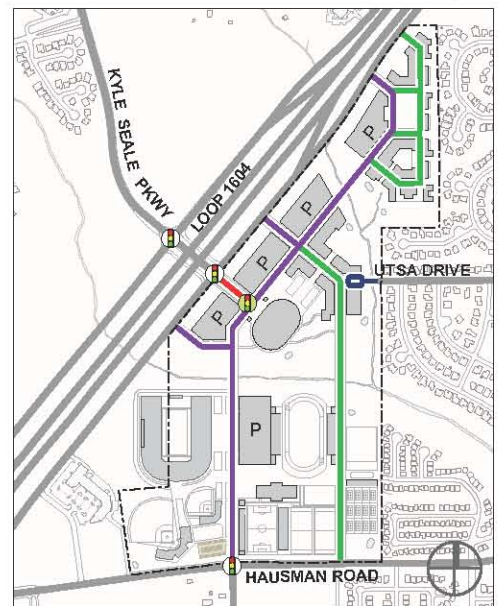 KYLE SEALE PKWY
LOOP 1604
P
P
P
UTSA DRIVE
P
P
HAUSMAN ROAD